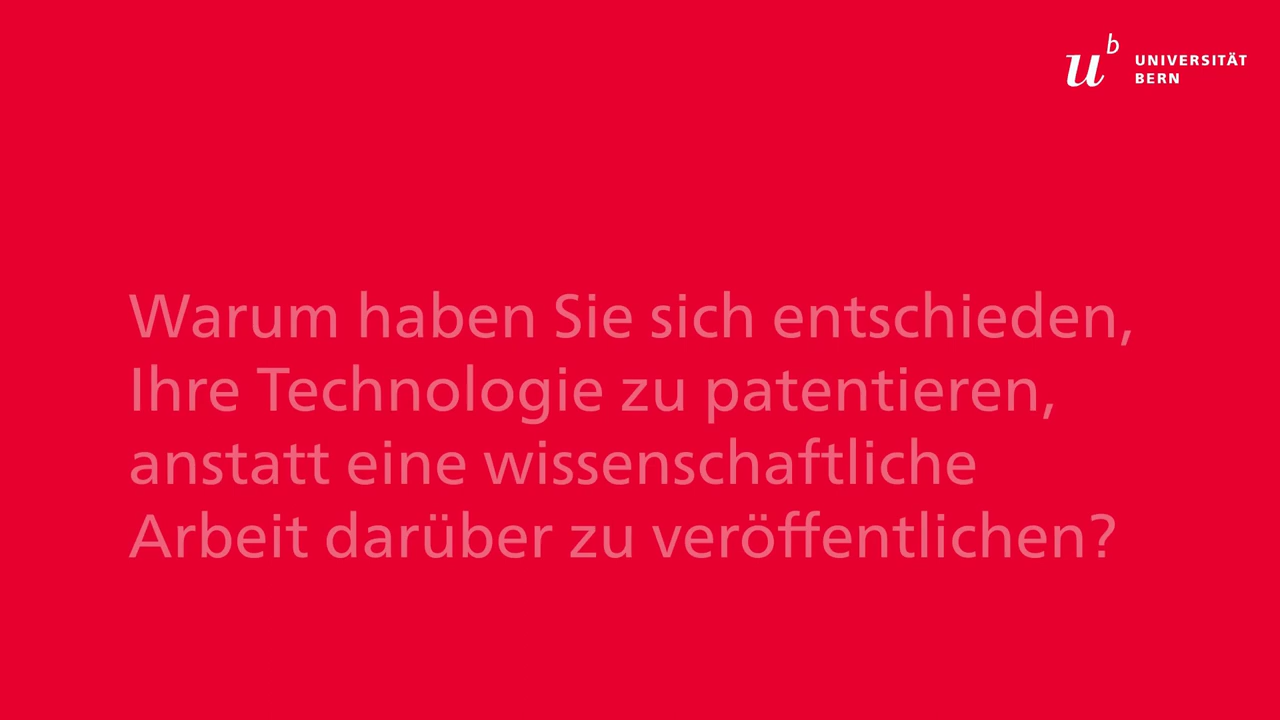 u b
UNIVERSITÄT
BERN
Warum haben Sie sich entschieden,
Ihre Technologie zu patentieren,
anstatt eine wissenschaftliche
Arbeit darüber zu veröffentlichen?